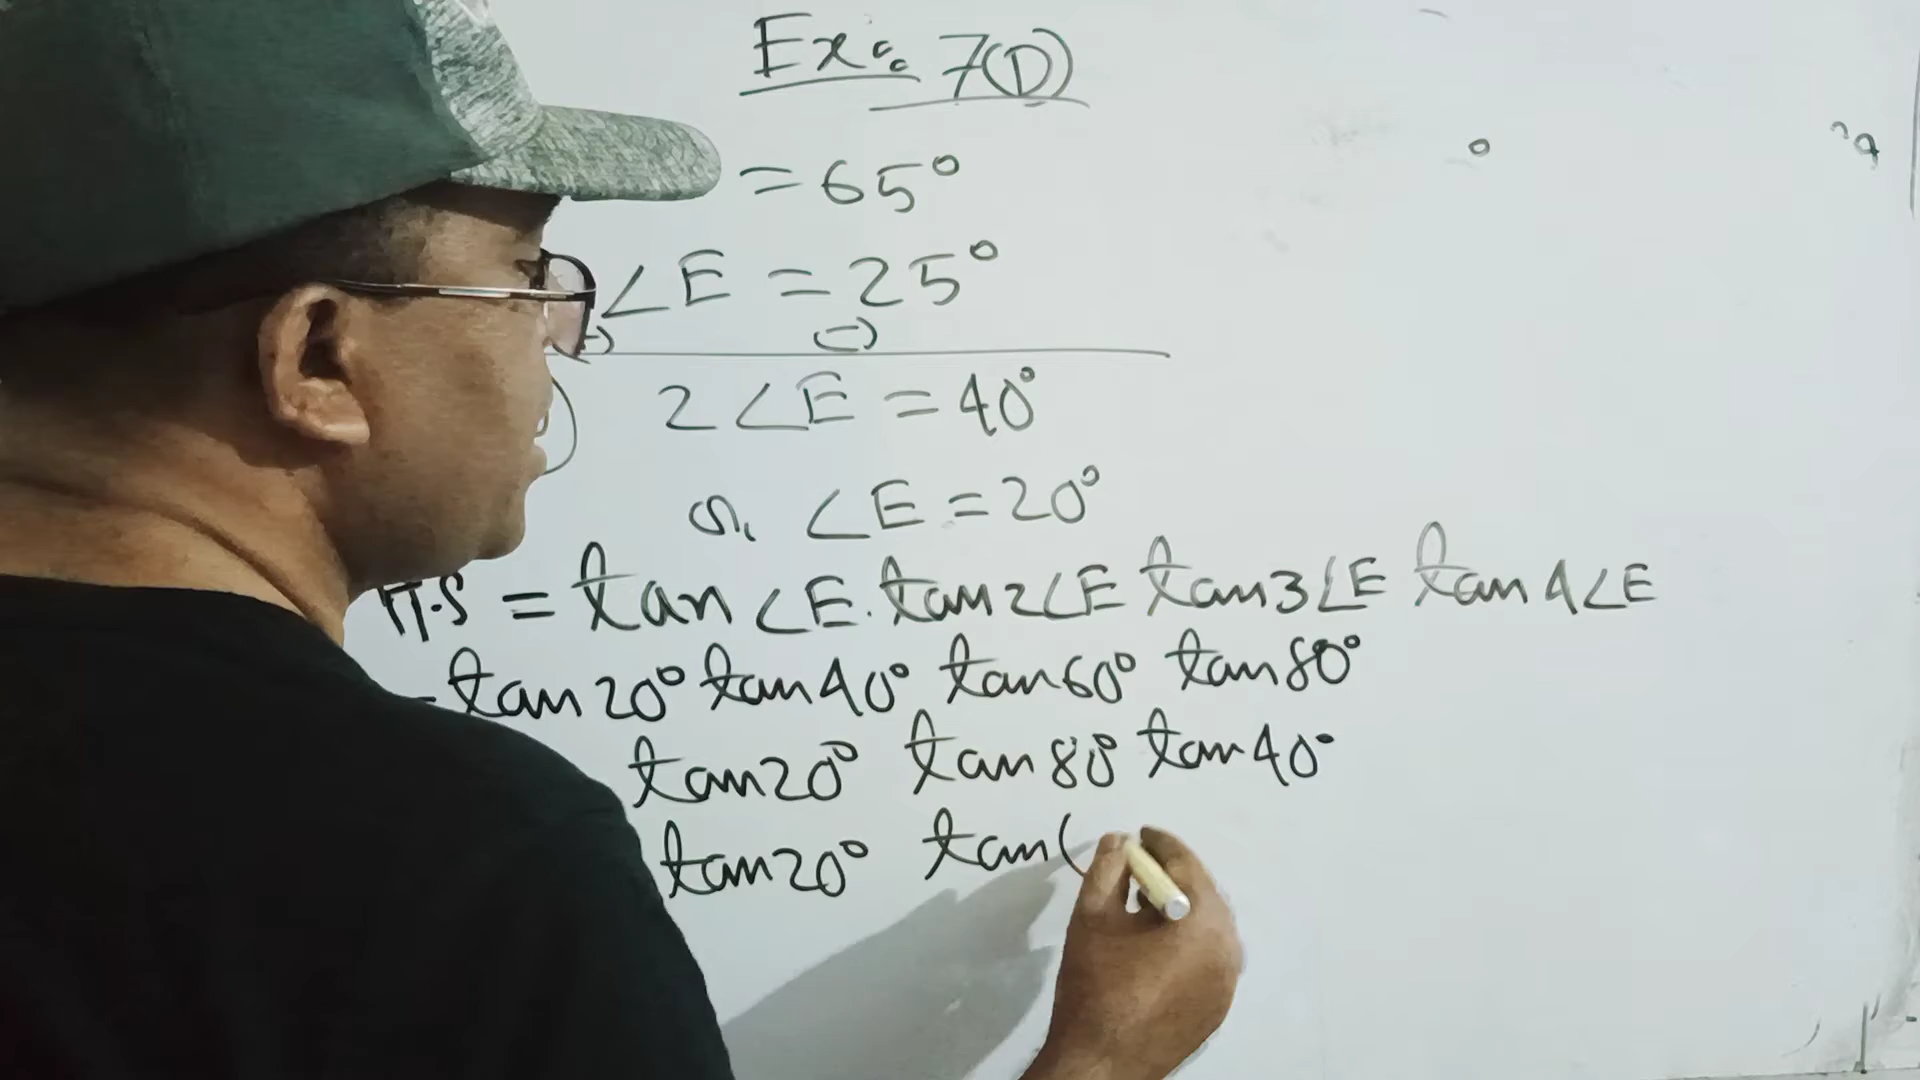 Ex: 7(D)
= 65°
∠E = 25°
(-)
2∠E = 40°
or, ∠E = 20°
H.S = tan∠E. tan2∠E tan3∠E tan4∠E
tan20° tan40° tan60° tan80°
tan20° tan80° tan40°
tan20° tan(